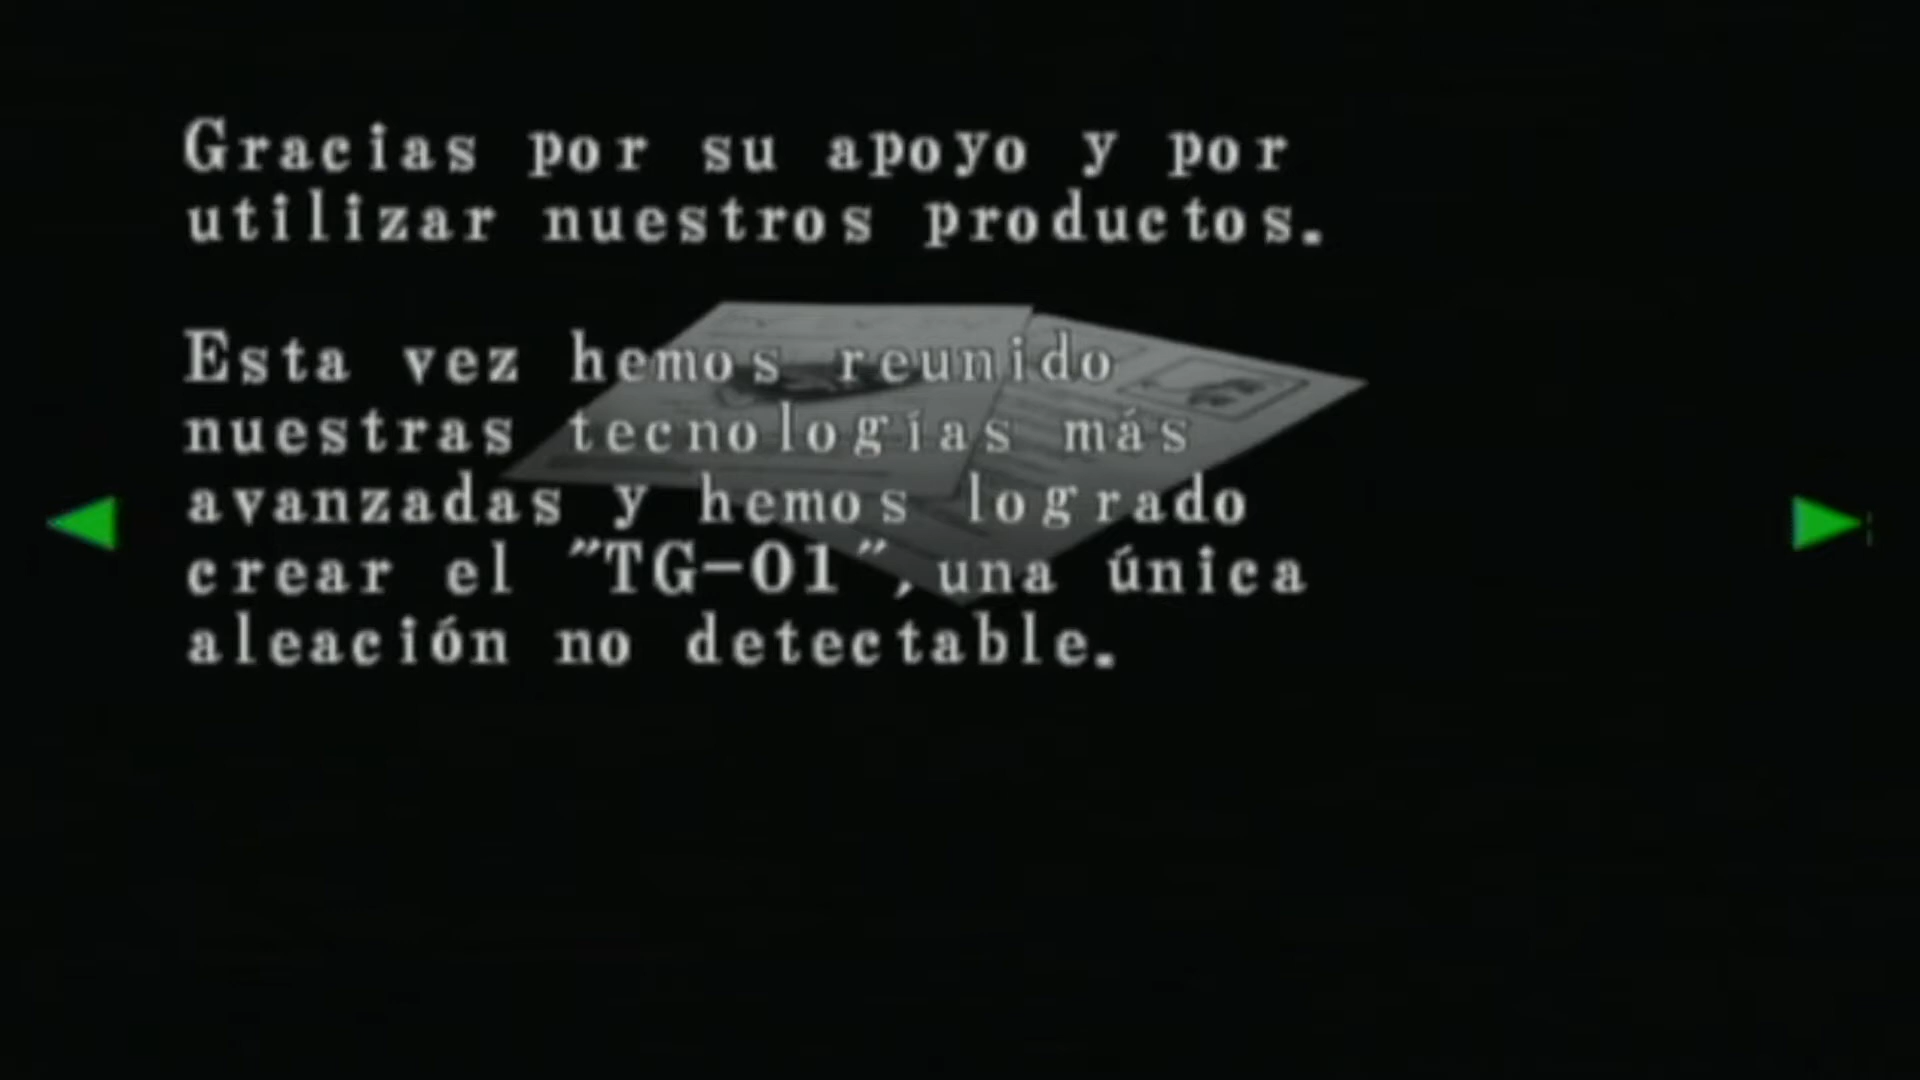 Gracias por su apoyo y por
utilizar nuestros productos.
Esta vez hemos reunido
nuestras tecnologías más
avanzadas y hemos logrado
crear el "TG-01",una única
aleación no detectable.